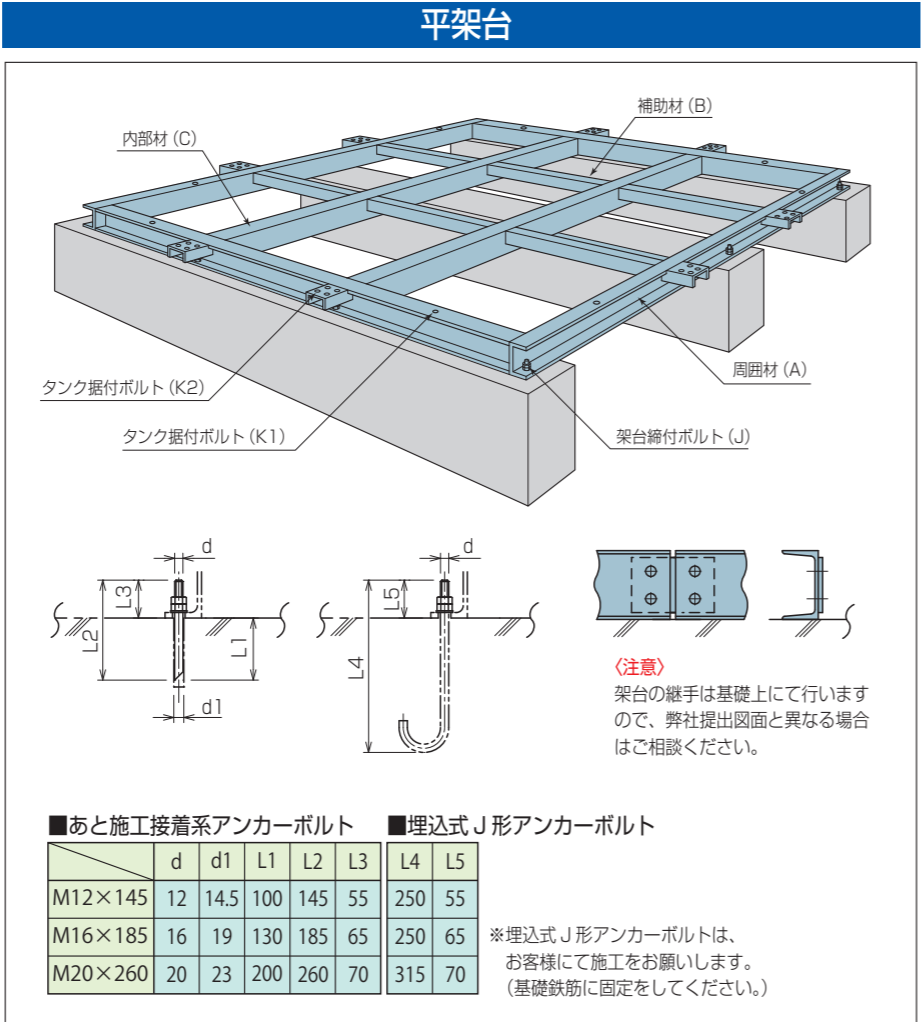 平架台
補助材(B)
内部材(C)
周囲材(A)
タンク据付ボルト(K2)
タンク据付ボルト(K1)
架台締付ボルト(J)
d
L3
L2
L1
d1
d
L5
L4
〈注意〉
架台の継手は基礎上にて行います
ので、弊社提出図面と異なる場合
はご相談ください。
■あと施工接着系アンカーボルト ■埋込式J形アンカーボルト
d d1 L1 L2 L3 L4 L5
M12×145 12 14.5 100 145 55 250 55
M16×185 16 19 130 185 65 250 65
M20×260 20 23 200 260 70 315 70
※埋込式J形アンカーボルトは、
お客様にて施工をお願いします。
(基礎鉄筋に固定をしてください。)